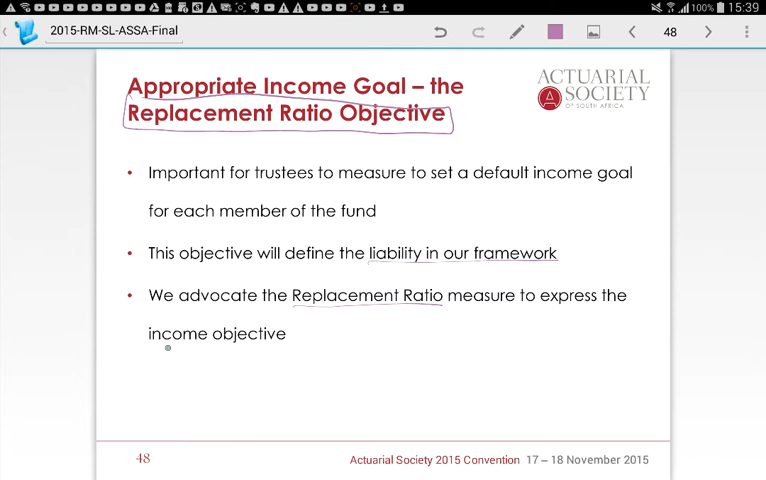 100% 15:39
2015-RM-SL-ASSA-Final
48
Appropriate Income Goal – the
Replacement Ratio Objective
ACTUARIAL
SOCIETY
OF SOUTH AFRICA
• Important for trustees to measure to set a default income goal
for each member of the fund
• This objective will define the liability in our framework
• We advocate the Replacement Ratio measure to express the
income objective
48
Actuarial Society 2015 Convention 17 – 18 November 2015